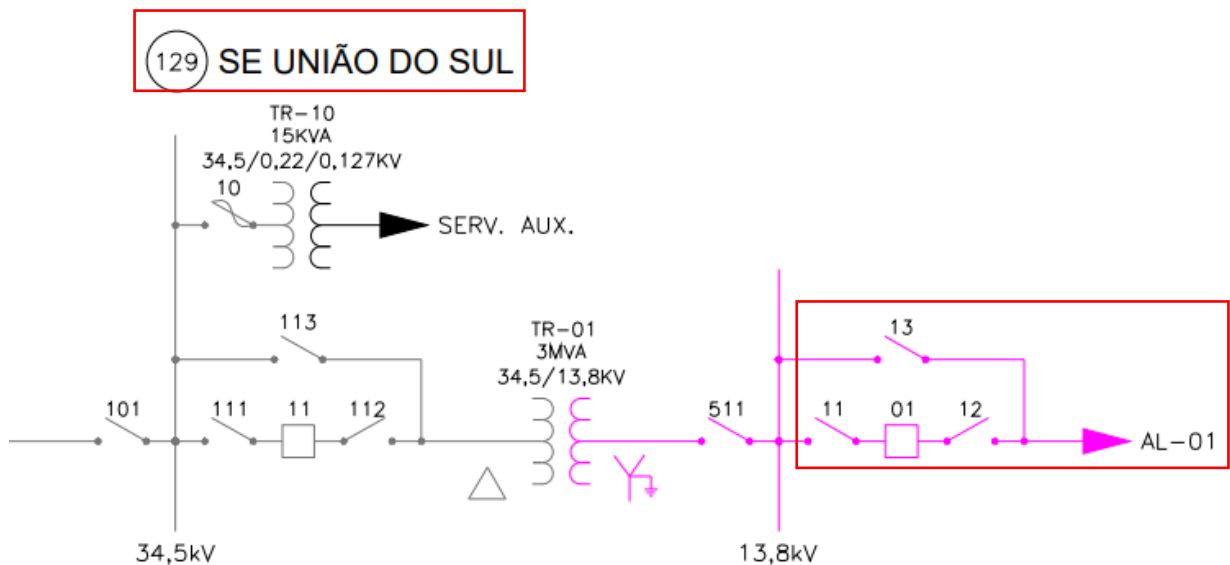 129 SE UNIÃO DO SUL
TR-10
15KVA
34,5/0,22/0,127KV
10
SERV. AUX.
113
TR-01
3MVA
34,5/13,8KV
13
101
111
11
112
511
11
01
12
AL-01
34,5kV
13,8kV